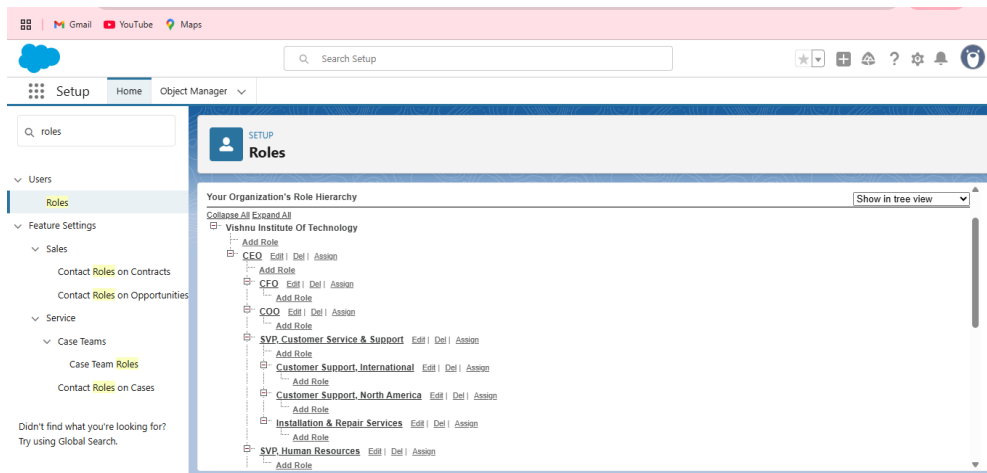 Gmail YouTube Maps
Search Setup
Setup Home Object Manager
roles
Users
Roles
Feature Settings
Sales
Contact Roles on Contracts
Contact Roles on Opportunities
Service
Case Teams
Case Team Roles
Contact Roles on Cases
Didn't find what you're looking for?
Try using Global Search.
SETUP
Roles
Your Organization's Role Hierarchy Show in tree view
Collapse All Expand All
Vishnu Institute Of Technology
Add Role
CEO Edit | Del | Assign
Add Role
CFO Edit | Del | Assign
Add Role
COO Edit | Del | Assign
Add Role
SVP, Customer Service & Support Edit | Del | Assign
Add Role
Customer Support, International Edit | Del | Assign
Add Role
Customer Support, North America Edit | Del | Assign
Add Role
Installation & Repair Services Edit | Del | Assign
Add Role
SVP, Human Resources Edit | Del | Assign
Add Role